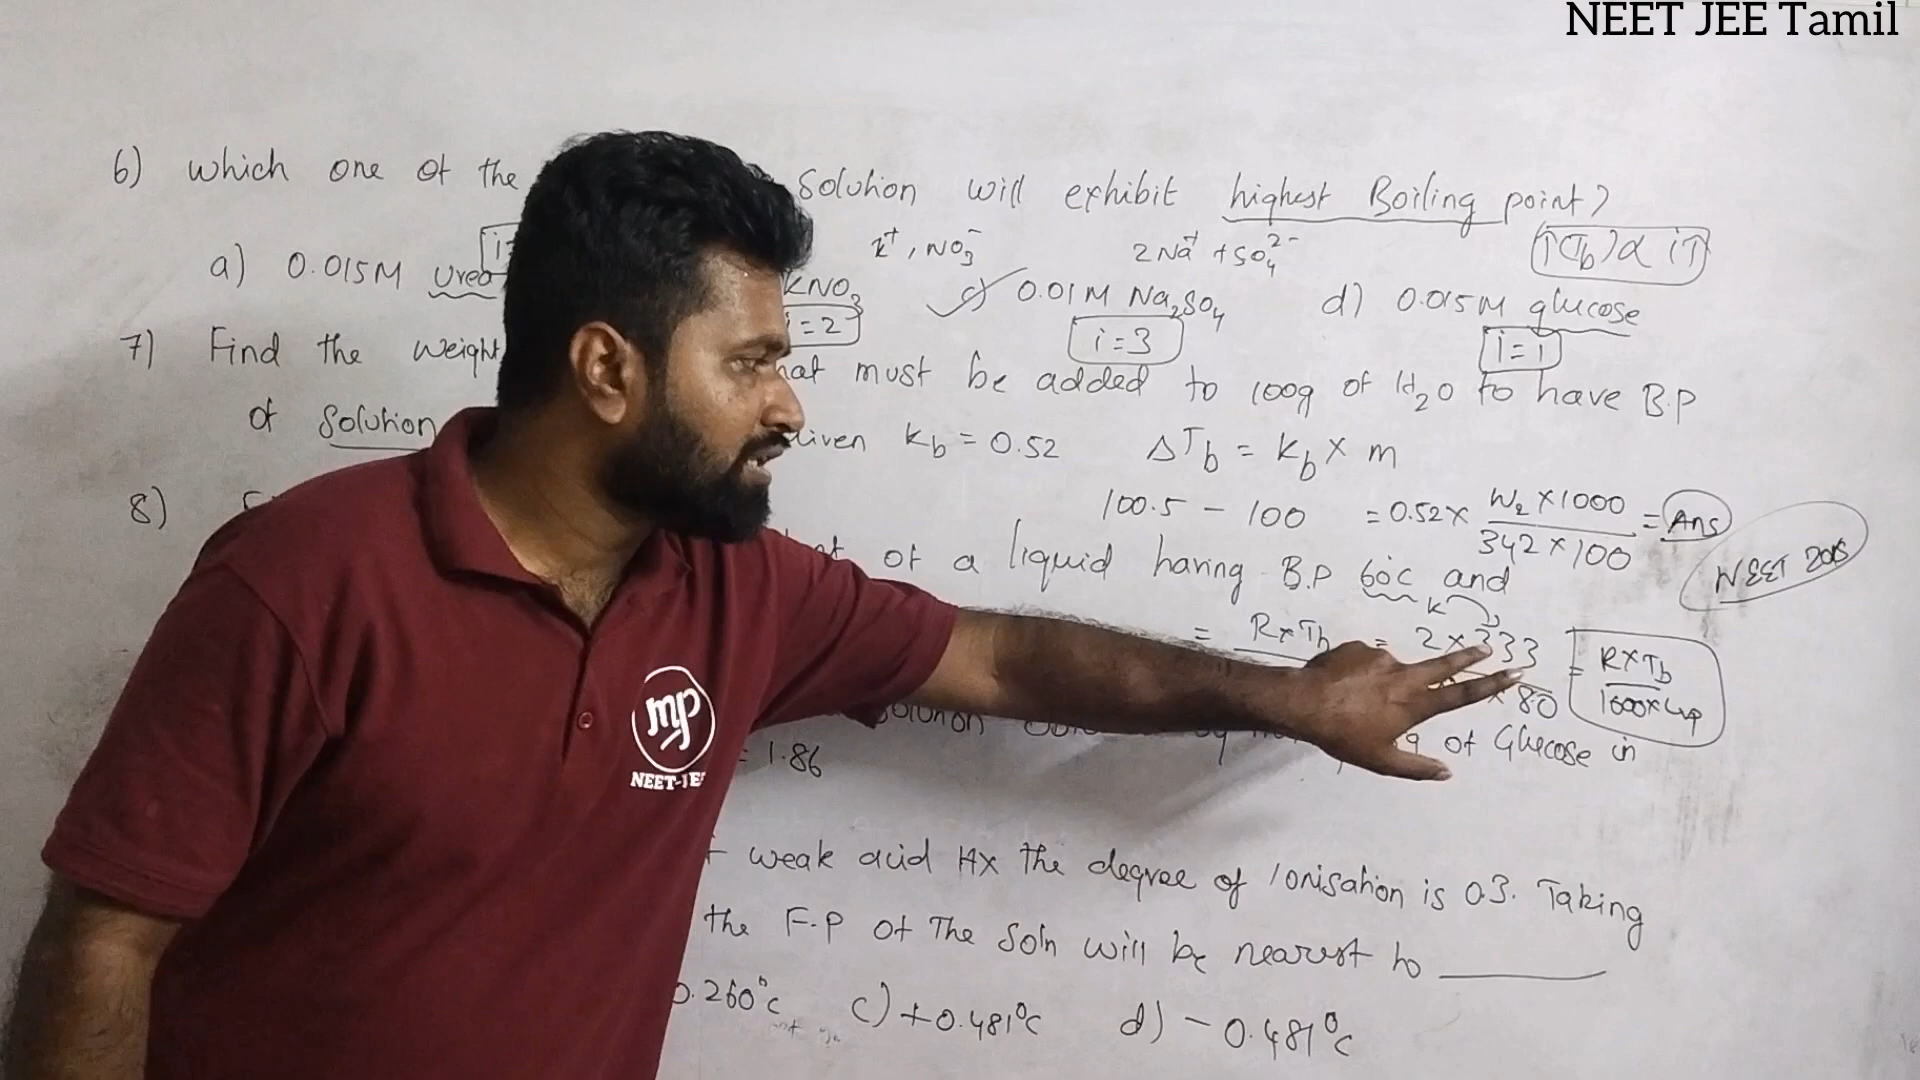 NEET JEE Tamil
6) Which one of the solution will exhibit highest Boiling point?
K⁺, NO₃⁻ 2Na⁺ + SO₄²⁻ ↑(Tb) α i↑
a) 0.015M urea KNO₃ c) 0.01M Na₂SO₄ d) 0.015M glucose
i=2 i=3 i=1
7) Find the weight must be added to 100g of H₂O to have B.P
of solution Kb = 0.52 ΔTb = Kb × m
100.5 - 100 = 0.52 × W₂×1000 / 342×100 = Ans
NEET 2015
8) of a liquid having B.P 60°c and
= R×Tb = 2×333 = R×Tb
×80 1000×
solution g of Glucose in
= 1.86
weak acid HX the degree of Ionisation is 0.3. Taking
the F.P of The Soln will be nearest to ______
0.260°c c) +0.481°c d) -0.481°c
mp
NEET-JEE